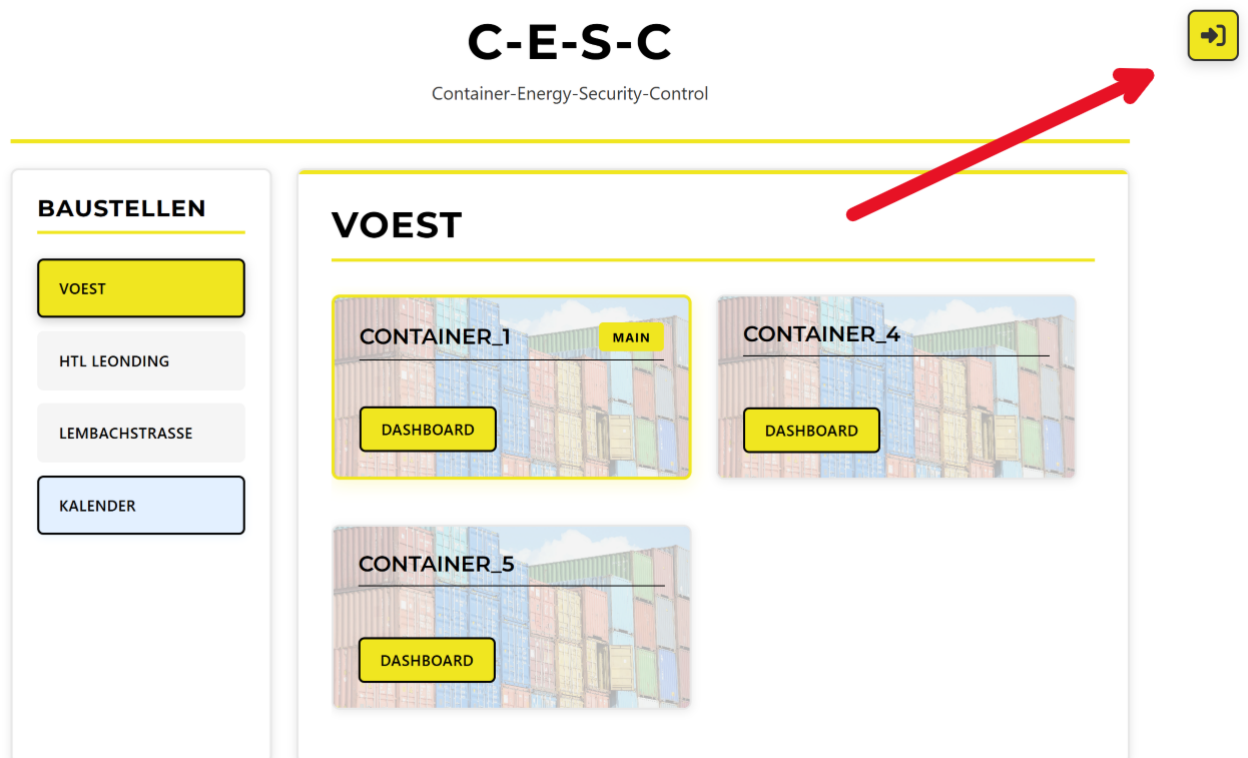 C-E-S-C
Container-Energy-Security-Control
BAUSTELLEN
VOEST
HTL LEONDING
LEMBACHSTRASSE
KALENDER
VOEST
CONTAINER_1
MAIN
DASHBOARD
CONTAINER_4
DASHBOARD
CONTAINER_5
DASHBOARD